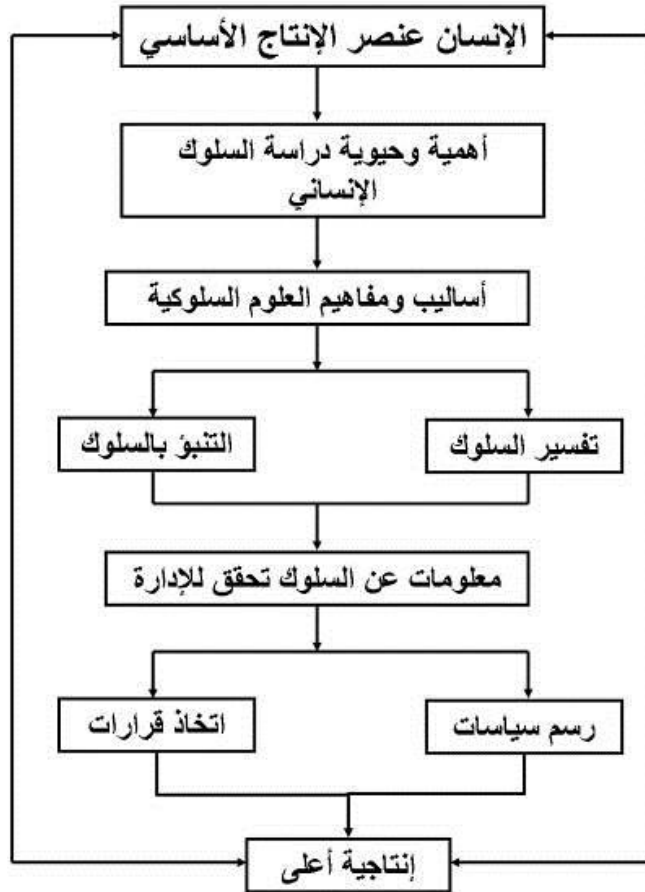 الإنسان عنصر الإنتاج الأساسي
أهمية وحيوية دراسة السلوك
الإنساني
أساليب ومفاهيم العلوم السلوكية
تفسير السلوك
التنبؤ بالسلوك
معلومات عن السلوك تحقق للإدارة
رسم سياسات
اتخاذ قرارات
إنتاجية أعلى